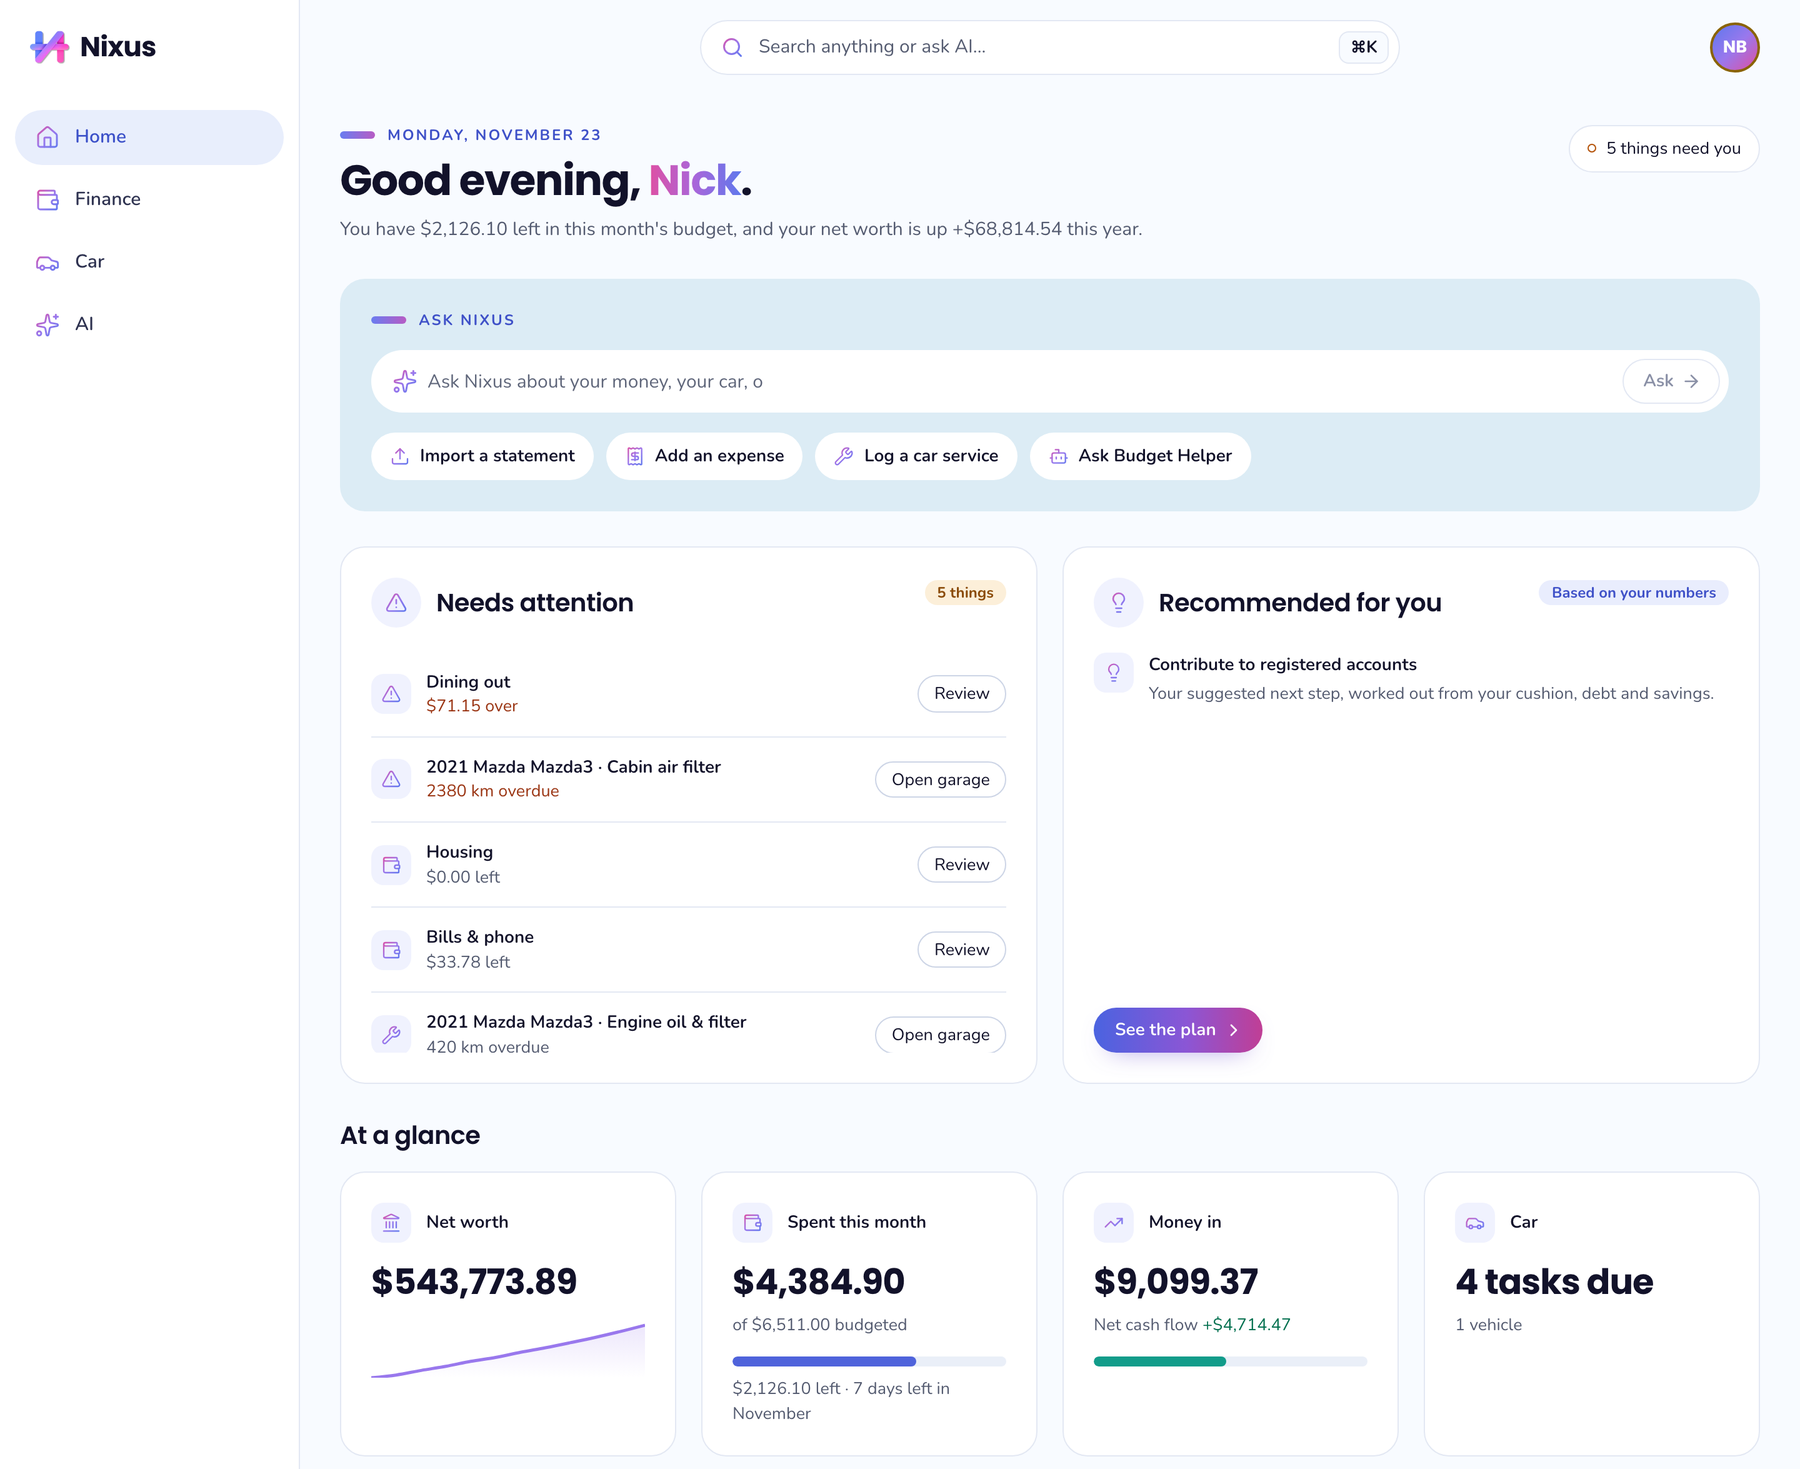 Nixus
Search anything or ask AI...
⌘K
NB
Home
Finance
Car
AI
MONDAY, NOVEMBER 23
Good evening, Nick.
You have $2,126.10 left in this month's budget, and your net worth is up +$68,814.54 this year.
5 things need you
ASK NIXUS
Ask Nixus about your money, your car, o
Ask
Import a statement
Add an expense
Log a car service
Ask Budget Helper
Needs attention
5 things
Dining out
$71.15 over
Review
2021 Mazda Mazda3 · Cabin air filter
2380 km overdue
Open garage
Housing
$0.00 left
Review
Bills & phone
$33.78 left
Review
2021 Mazda Mazda3 · Engine oil & filter
420 km overdue
Open garage
Recommended for you
Based on your numbers
Contribute to registered accounts
Your suggested next step, worked out from your cushion, debt and savings.
See the plan
At a glance
Net worth
$543,773.89
Spent this month
$4,384.90
of $6,511.00 budgeted
$2,126.10 left · 7 days left in
November
Money in
$9,099.37
Net cash flow +$4,714.47
Car
4 tasks due
1 vehicle